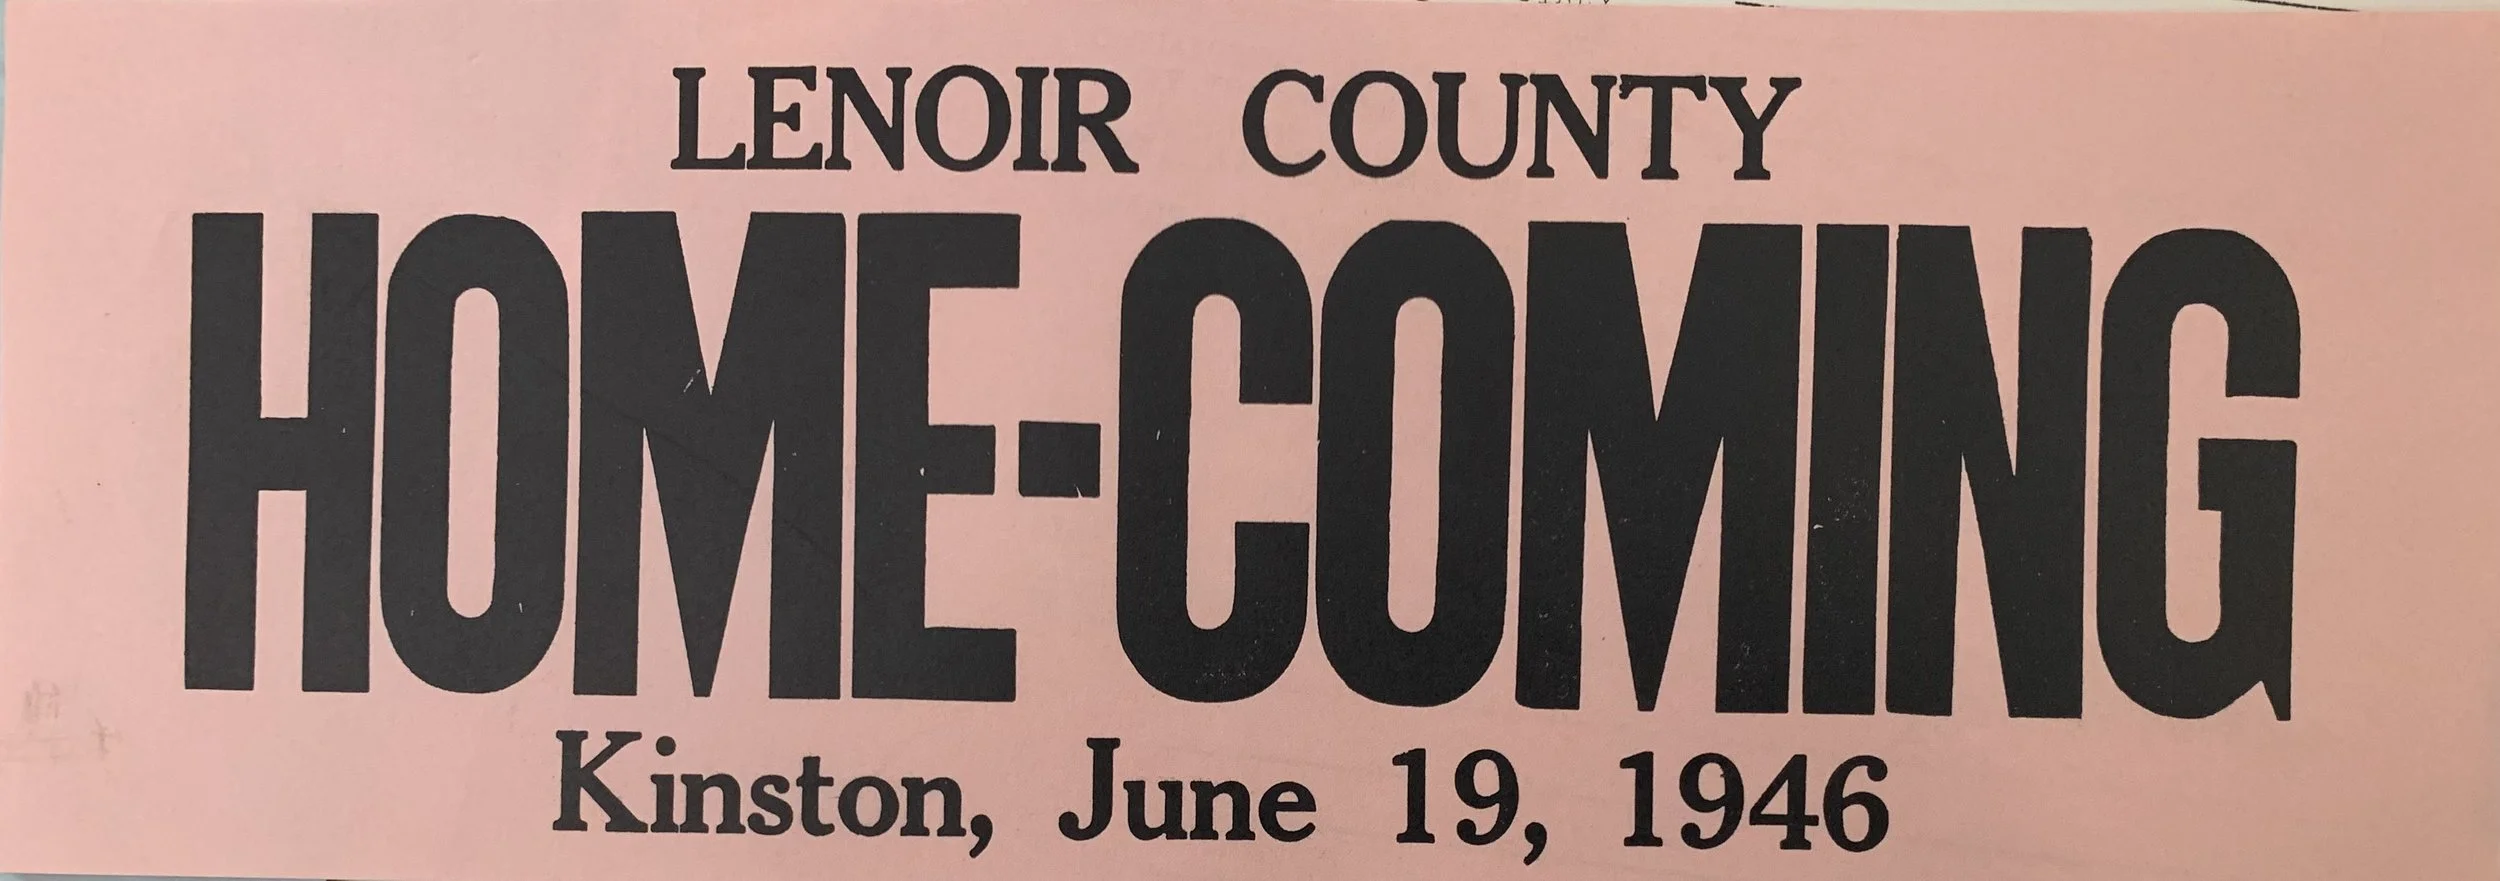 LENOIR COUNTY
HOME-COMING
Kinston, June 19, 1946